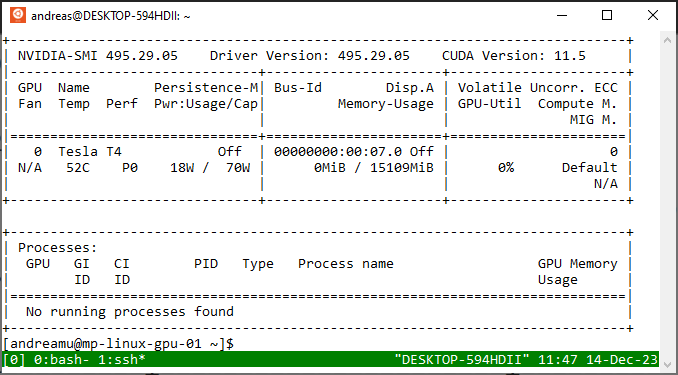 andreas@DESKTOP-594HDII: ~
+-----------------------------------------------------------------------------+
| NVIDIA-SMI 495.29.05    Driver Version: 495.29.05    CUDA Version: 11.5     |
|-------------------------------+----------------------+----------------------+
| GPU  Name        Persistence-M| Bus-Id        Disp.A | Volatile Uncorr. ECC |
| Fan  Temp  Perf  Pwr:Usage/Cap|         Memory-Usage | GPU-Util  Compute M. |
|                               |                      |               MIG M. |
|===============================+======================+======================|
|   0  Tesla T4            Off  | 00000000:00:07.0 Off |                    0 |
| N/A   52C    P0    18W /  70W |      0MiB / 15109MiB |      0%      Default |
|                               |                      |                  N/A |
+-------------------------------+----------------------+----------------------+
+-----------------------------------------------------------------------------+
| Processes:                                                                  |
|  GPU   GI   CI        PID   Type   Process name                  GPU Memory |
|        ID   ID                                                   Usage      |
|=============================================================================|
|  No running processes found                                                 |
+-----------------------------------------------------------------------------+
[andreamu@mp-linux-gpu-01 ~]$
[0] 0:bash- 1:ssh* "DESKTOP-594HDII" 11:47 14-Dec-23